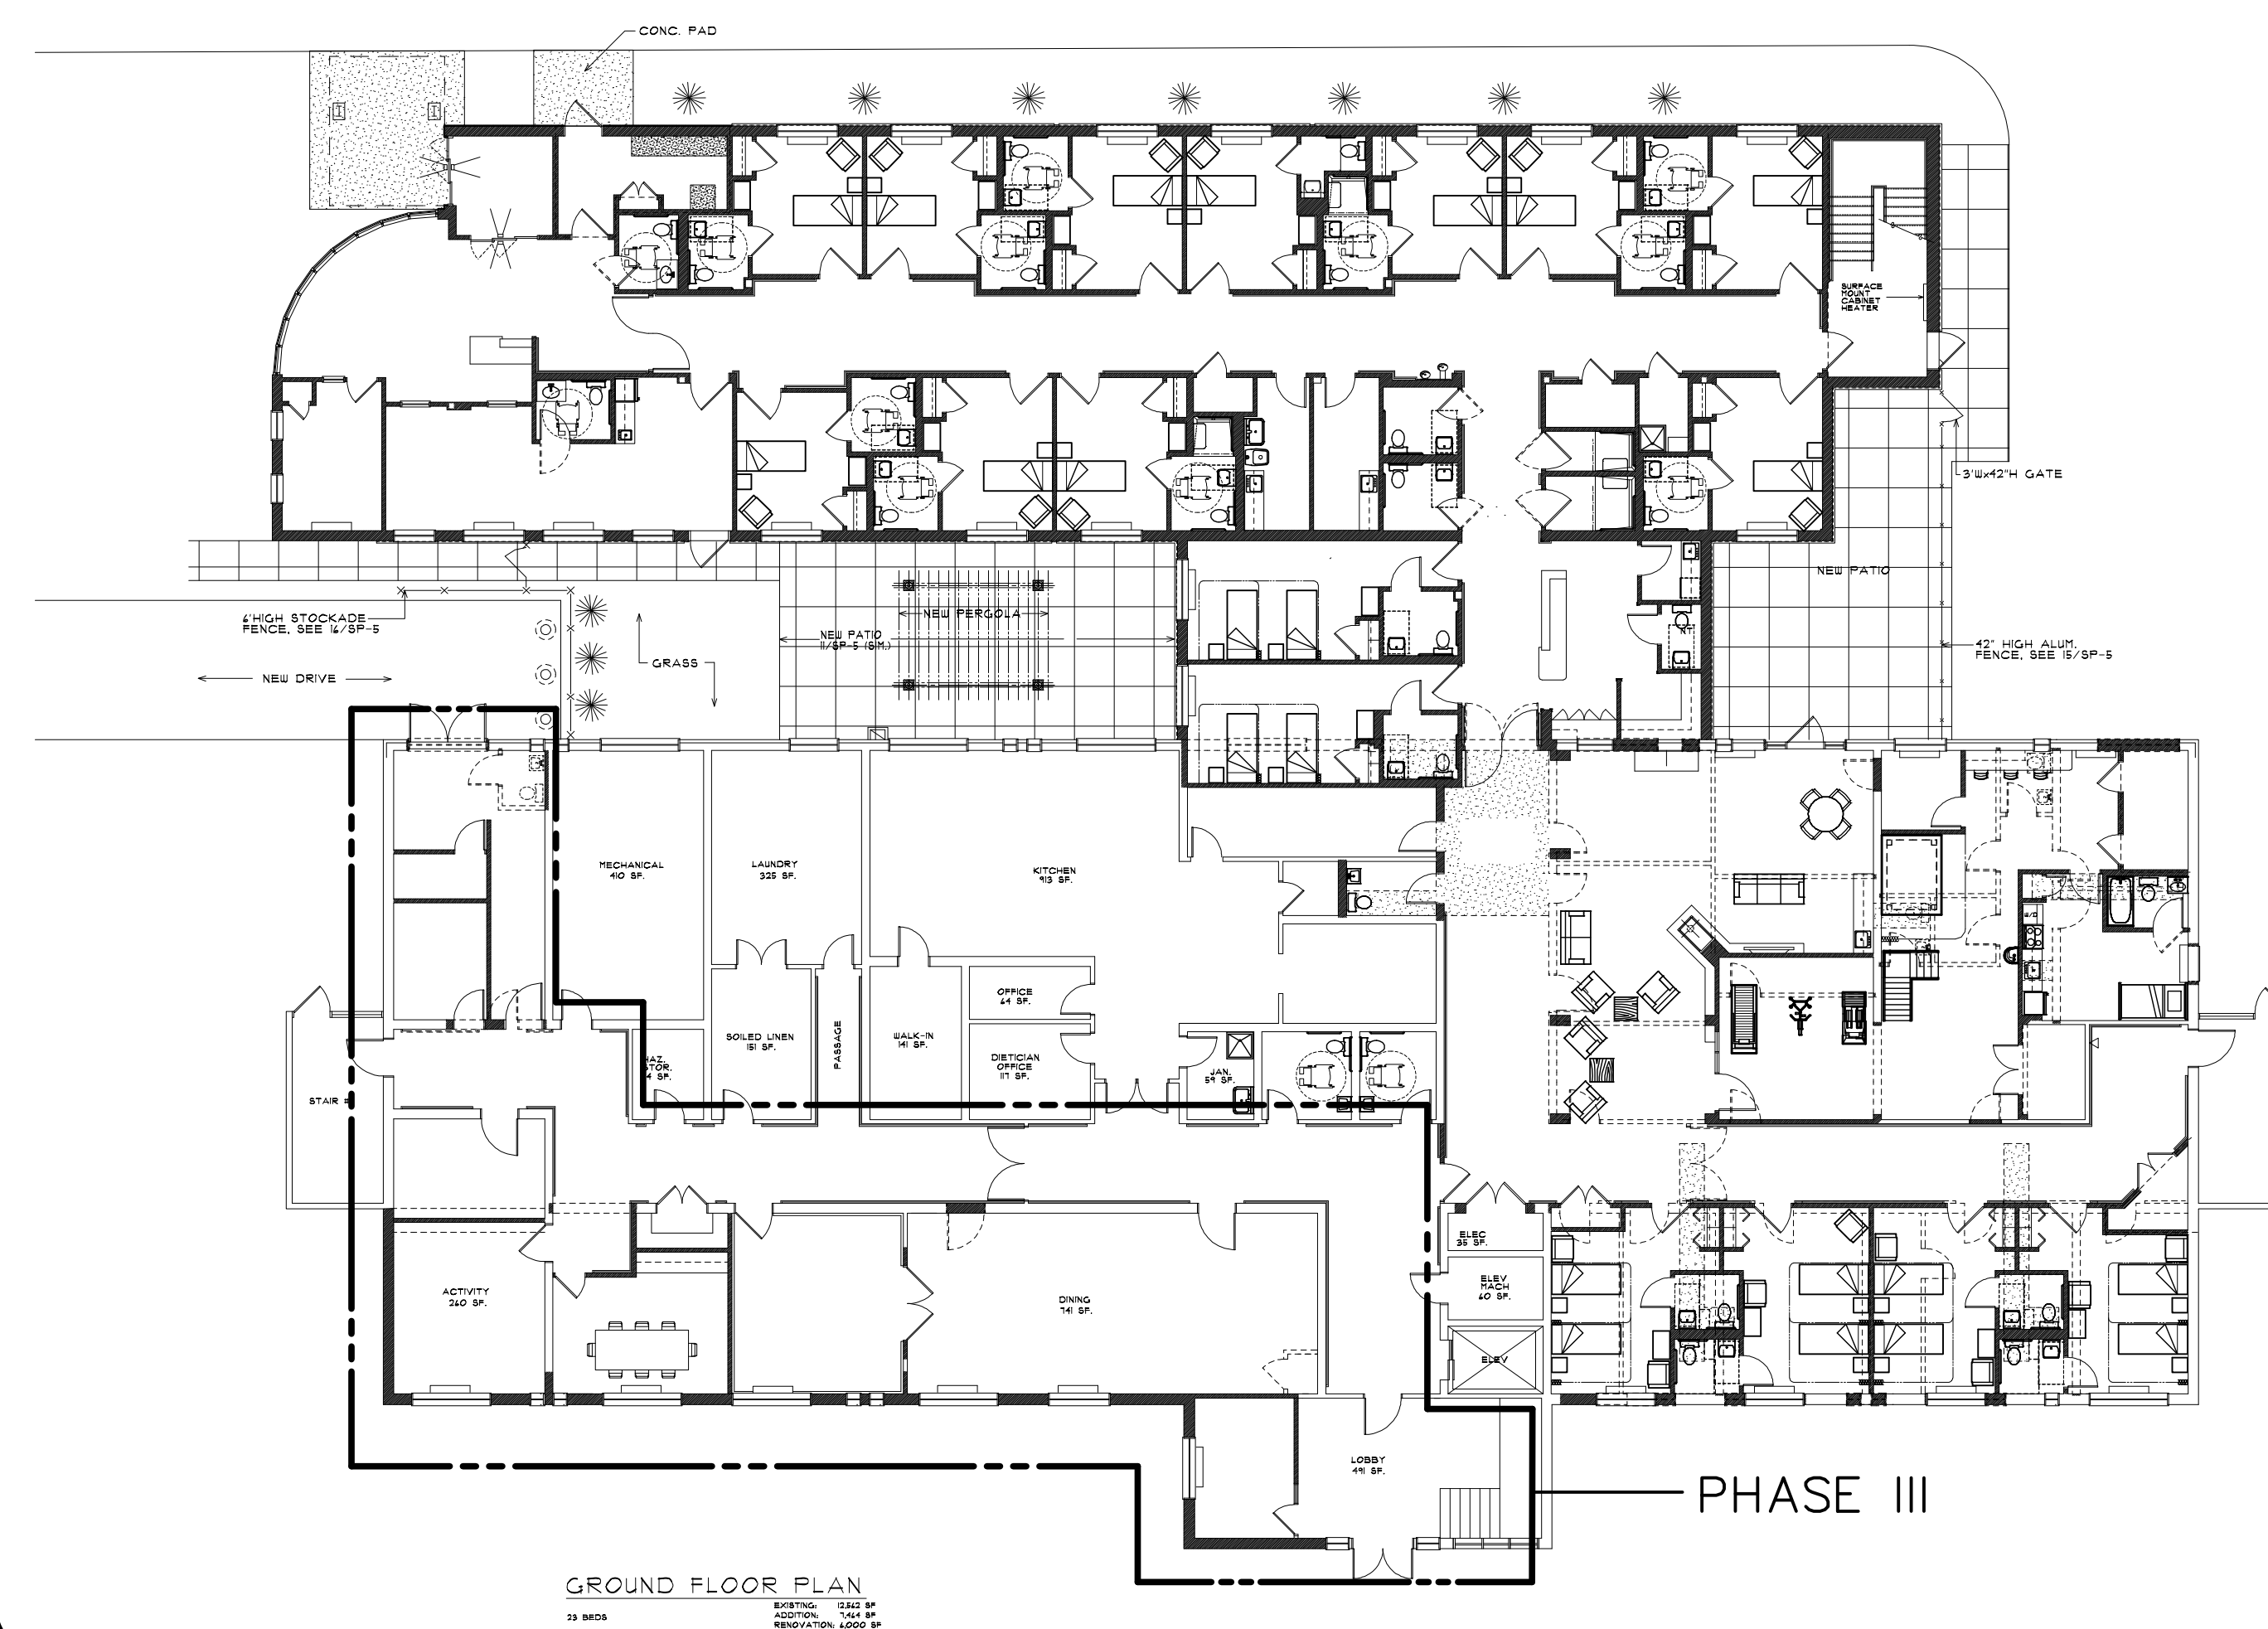 CONC. PAD
SURFACE
MOUNT
CABINET
HEATER
3'Wx42"H GATE
NEW PATIO
6'HIGH STOCKADE
FENCE, SEE 16/SP-5
NEW PERGOLA
NEW PATIO
11/SP-5 (SIM.)
GRASS
NEW DRIVE
42" HIGH ALUM.
FENCE, SEE 15/SP-5
MECHANICAL
410 SF.
LAUNDRY
325 SF.
KITCHEN
913 SF.
OFFICE
64 SF.
SOILED LINEN
151 SF.
PASSAGE
WALK-IN
141 SF.
DIETICIAN
OFFICE
117 SF.
HAZ.
STOR.
4 SF.
JAN.
59 SF.
STAIR
ELEC
35 SF.
ELEV
MACH
60 SF.
ACTIVITY
260 SF.
DINING
741 SF.
ELEV
LOBBY
491 SF.
PHASE III
GROUND FLOOR PLAN
23 BEDS
EXISTING: 12,562 SF
ADDITION: 7,464 SF
RENOVATION: 6,000 SF